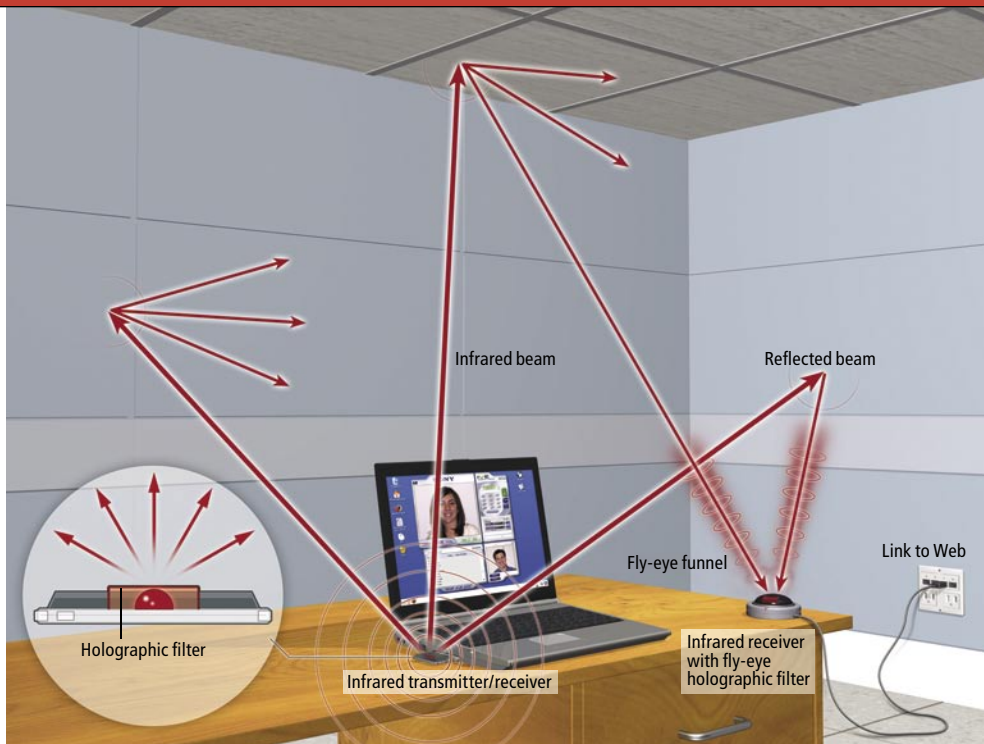 Infrared beam
Reflected beam
Fly-eye funnel
Link to Web
Holographic filter
Infrared transmitter/receiver
Infrared receiver
with fly-eye
holographic filter
SONY